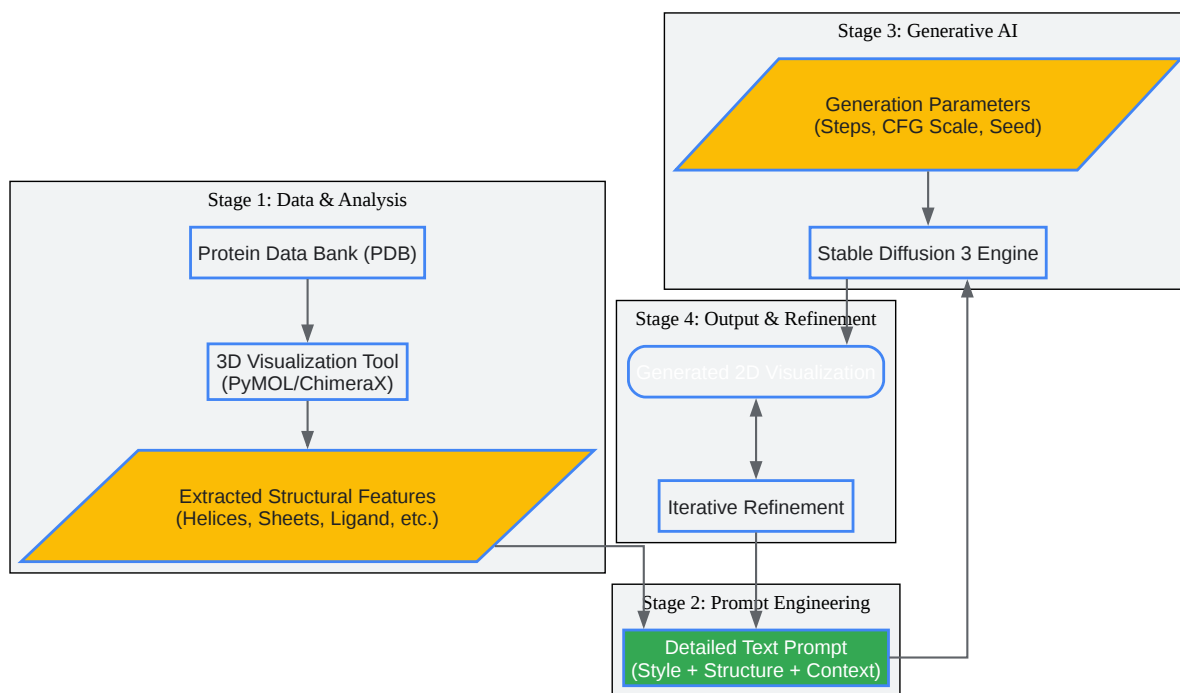 Stage 3: Generative AI
Generation Parameters
(Steps, CFG Scale, Seed)
Stable Diffusion 3 Engine
Stage 1: Data & Analysis
Protein Data Bank (PDB)
3D Visualization Tool
(PyMOL/ChimeraX)
Extracted Structural Features
(Helices, Sheets, Ligand, etc.)
Stage 4: Output & Refinement
Generated 2D Visualization
Iterative Refinement
Stage 2: Prompt Engineering
Detailed Text Prompt
(Style + Structure + Context)